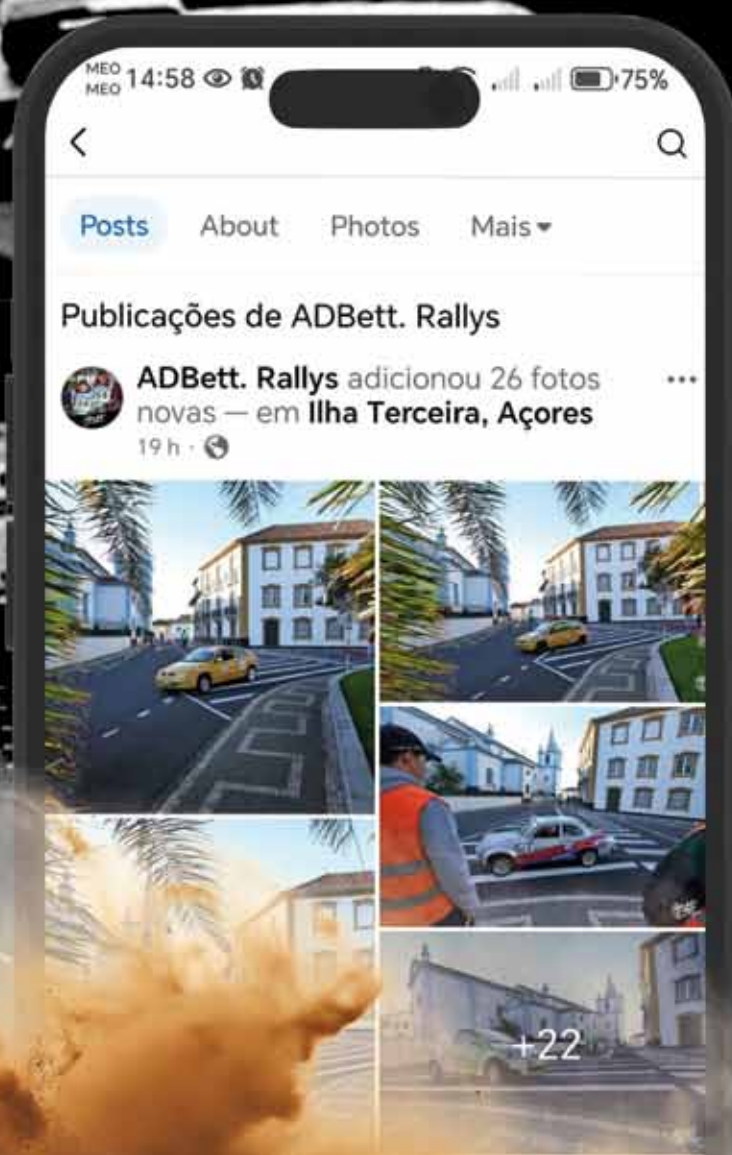 MEO
MEO 14:58
75%
Posts About Photos Mais
Publicações de ADBett. Rallys
ADBett. Rallys adicionou 26 fotos
novas — em Ilha Terceira, Açores
19 h ·
+22